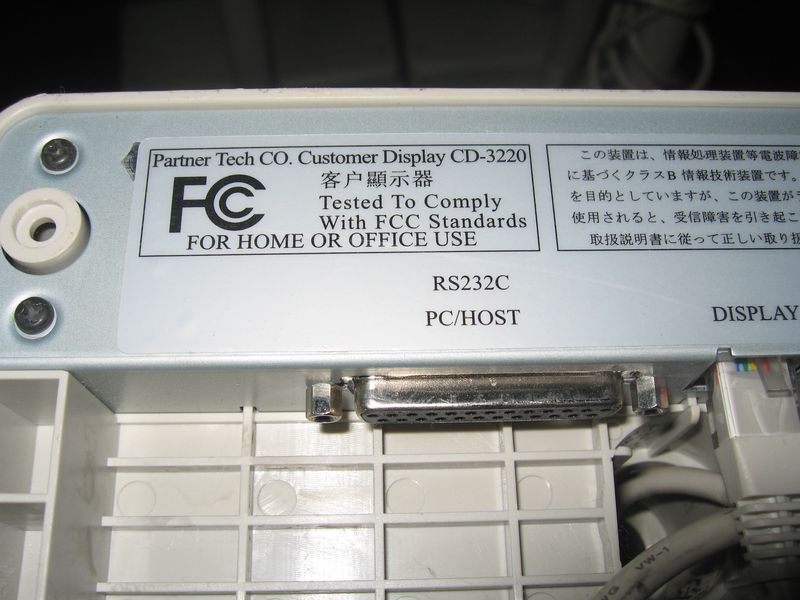 Partner Tech CO. Customer Display CD-3220
客户顯示器
FC
Tested To Comply
With FCC Standards
FOR HOME OR OFFICE USE
この装置は、情報処理装置等電波障
に基づくクラスB 情報技術装置です。
を目的としていますが、この装置が
使用されると、受信障害を引き起こ
取扱説明書に従って正しい取り扱
RS232C
PC/HOST
DISPLAY
VW-1